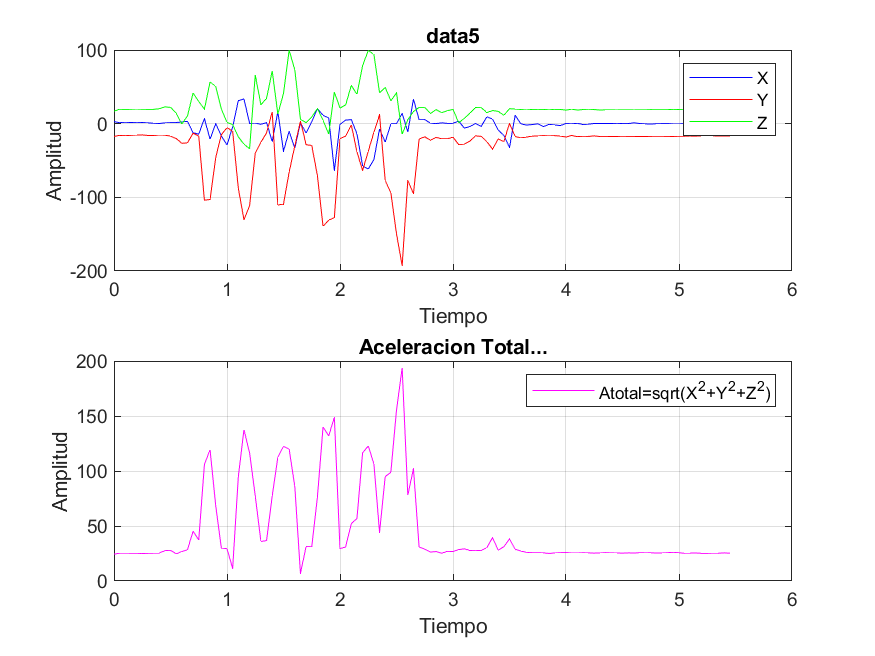 data5
100
0
-100
-200
Amplitud
X
Y
Z
0 1 2 3 4 5 6
Tiempo
Aceleracion Total...
200
150
100
50
0
Amplitud
Atotal=sqrt(X²+Y²+Z²)
0 1 2 3 4 5 6
Tiempo